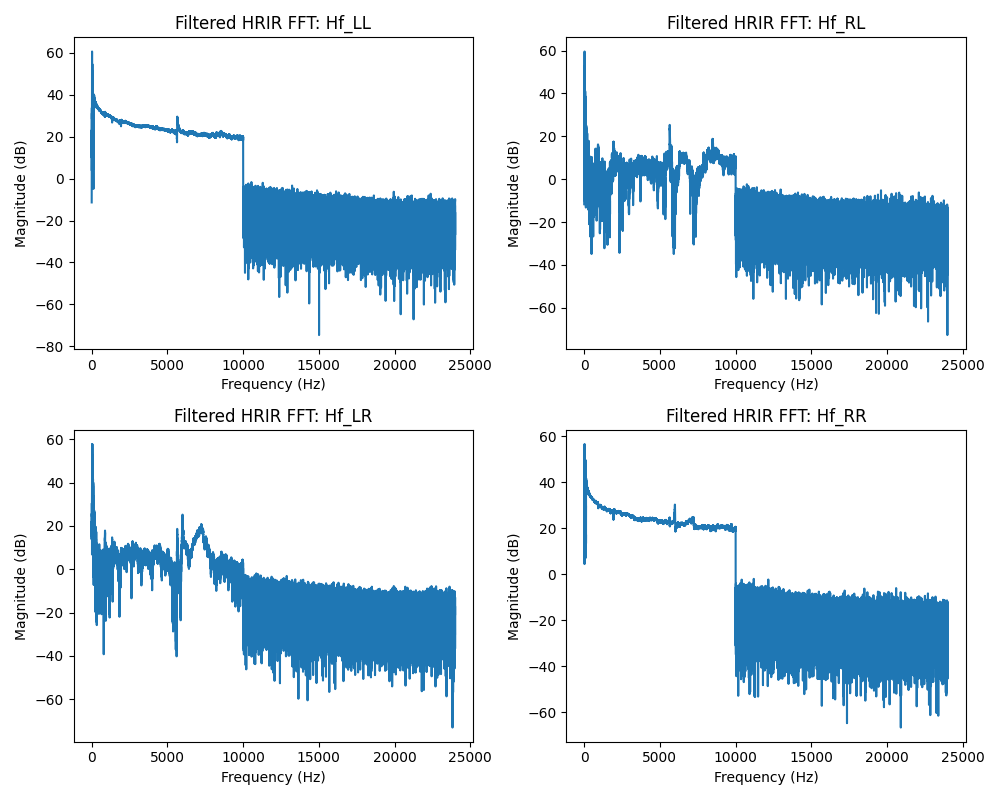 Filtered HRIR FFT: Hf_LL
Magnitude (dB)
60
40
20
0
−20
−40
−60
−80
0 5000 10000 15000 20000 25000
Frequency (Hz)
Filtered HRIR FFT: Hf_RL
Magnitude (dB)
60
40
20
0
−20
−40
−60
0 5000 10000 15000 20000 25000
Frequency (Hz)
Filtered HRIR FFT: Hf_LR
Magnitude (dB)
60
40
20
0
−20
−40
−60
0 5000 10000 15000 20000 25000
Frequency (Hz)
Filtered HRIR FFT: Hf_RR
Magnitude (dB)
60
40
20
0
−20
−40
−60
0 5000 10000 15000 20000 25000
Frequency (Hz)